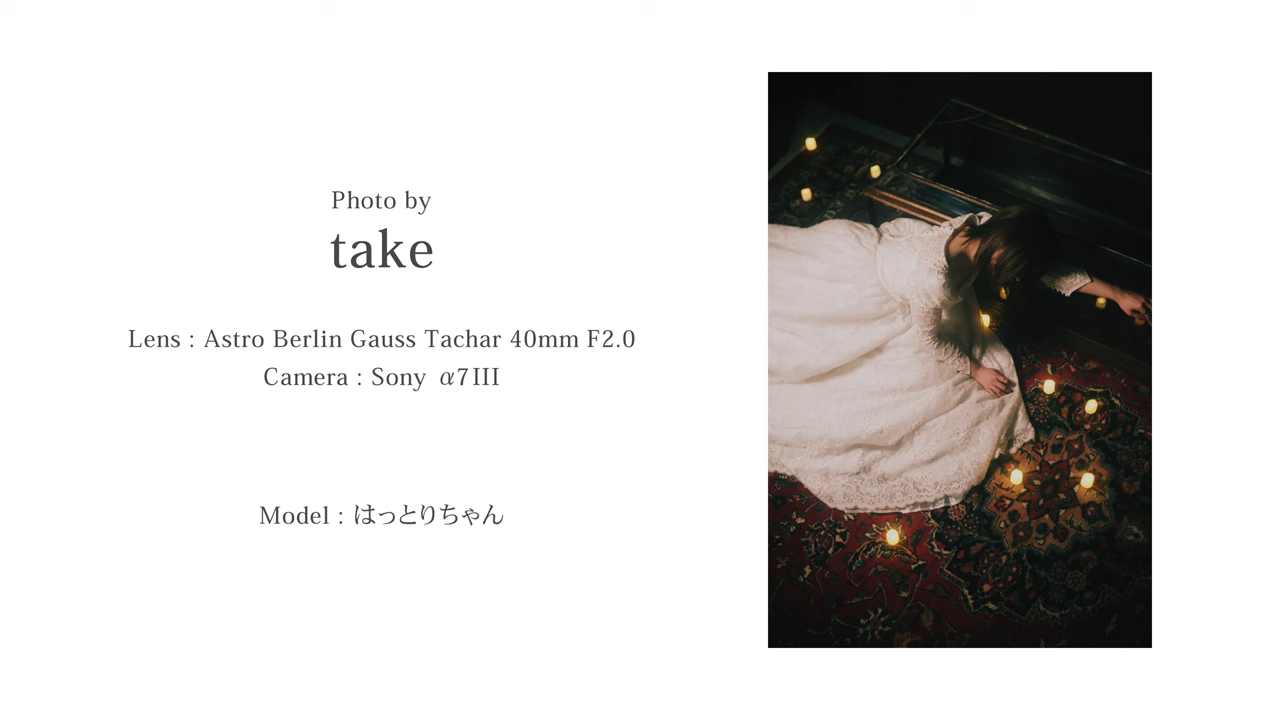 Photo by
take
Lens : Astro Berlin Gauss Tachar 40mm F2.0
Camera : Sony α7III
Model : はっとりちゃん